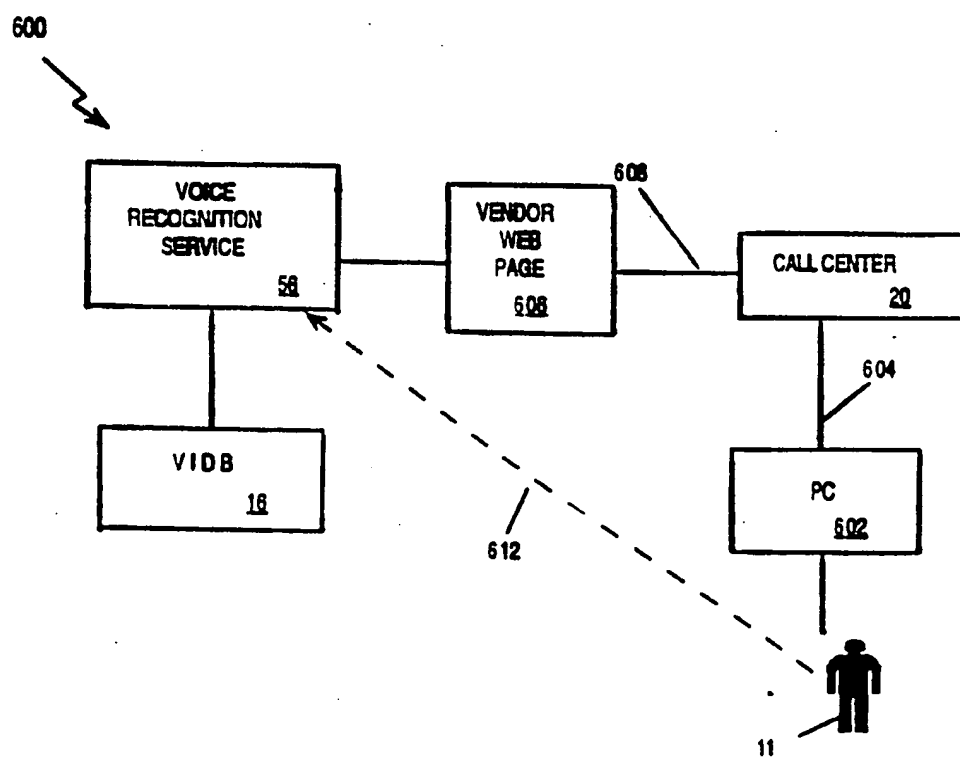 600
VOICE
RECOGNITION
SERVICE
56
VENDOR
WEB
PAGE
608
608
CALL CENTER
20
604
VIDB
16
PC
602
612
11